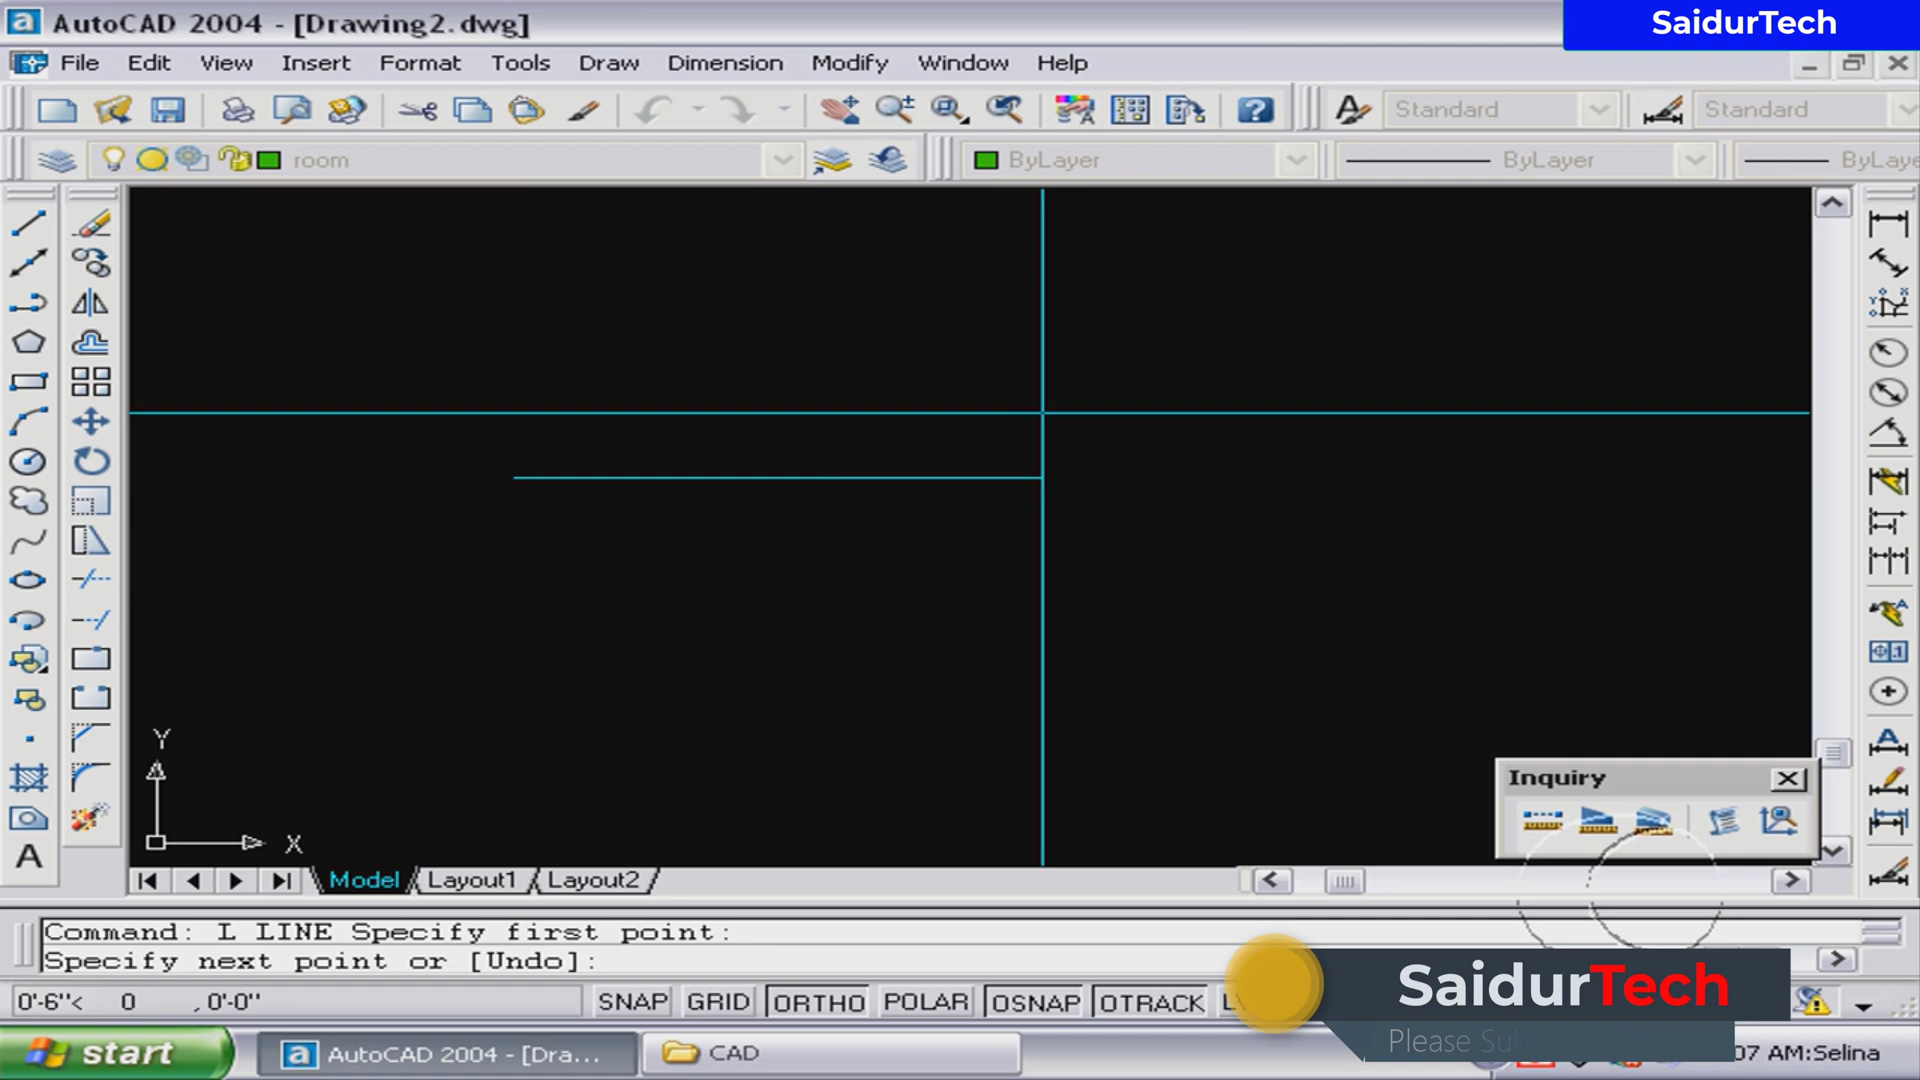 AutoCAD 2004 - [Drawing2.dwg]
SaidurTech
File Edit View Insert Format Tools Draw Dimension Modify Window Help
Standard
Standard
room
ByLayer
ByLayer
Y
X
Inquiry
Model
Layout1
Layout2
A
Command: L LINE Specify first point:
Specify next point or [Undo]:
0'-6"< 0 , 0'-0"
SNAP GRID ORTHO POLAR OSNAP OTRACK
SaidurTech
Please
start
AutoCAD 2004 - [Dra...
CAD
07 AM:Selina